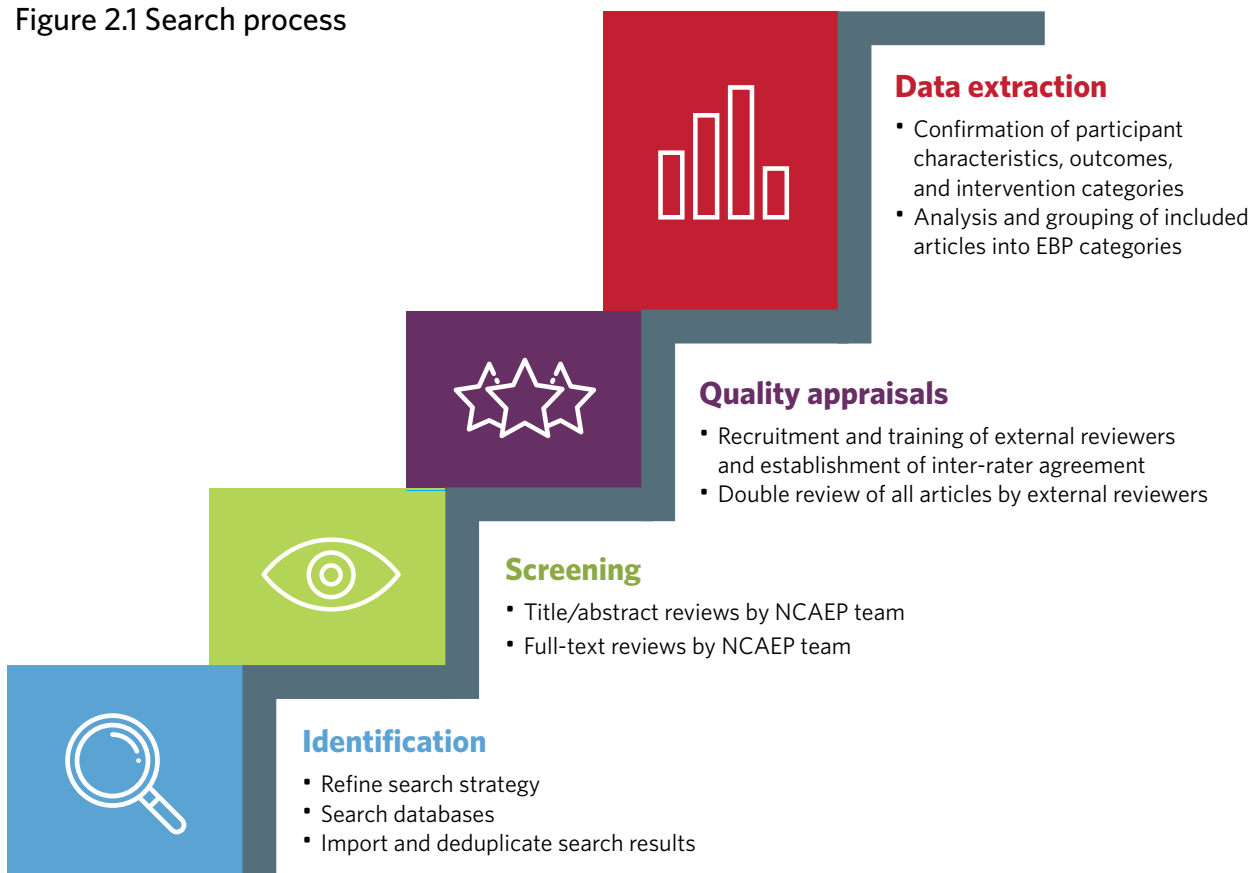 Figure 2.1 Search process
Data extraction
• Confirmation of participant
characteristics, outcomes,
and intervention categories
• Analysis and grouping of included
articles into EBP categories
Quality appraisals
• Recruitment and training of external reviewers
and establishment of inter-rater agreement
• Double review of all articles by external reviewers
Screening
• Title/abstract reviews by NCAEP team
• Full-text reviews by NCAEP team
Identification
• Refine search strategy
• Search databases
• Import and deduplicate search results